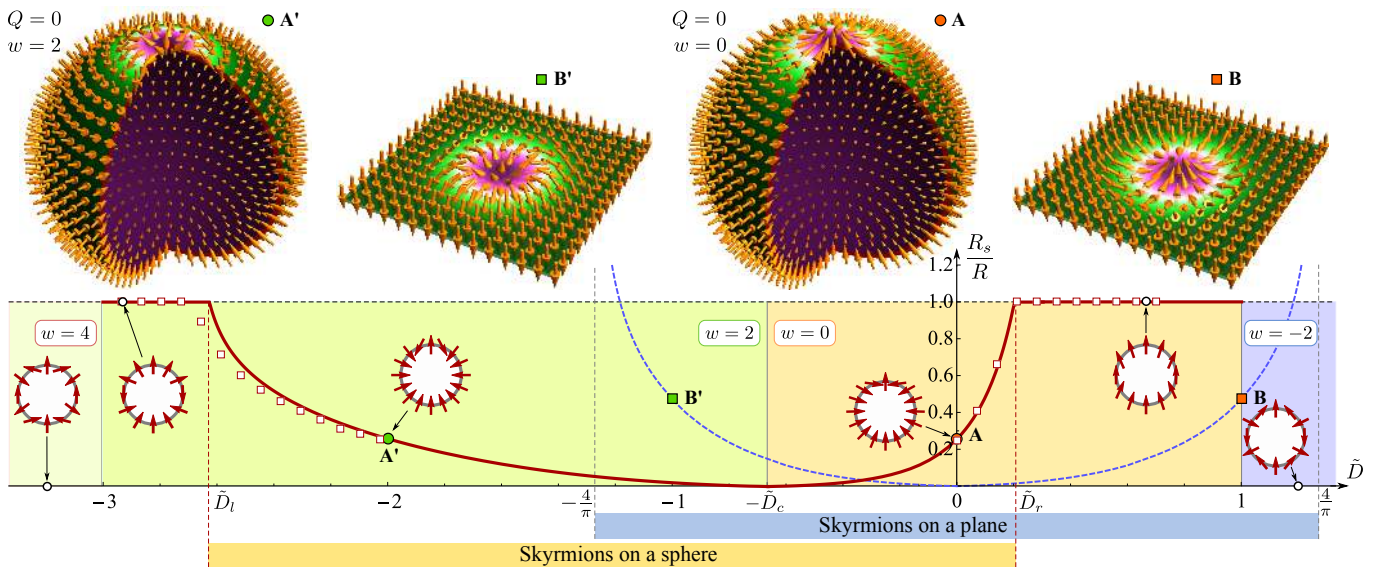 Q = 0
w = 2
A'
B'
Q = 0
w = 0
A
B
R_s/R
1.2
1.0
0.8
0.6
0.4
0.2
w = 4
w = 2
w = 0
w = −2
B'
B
A'
A
−3
D̃_l
−2
−4/π
−1
−D̃_c
0
D̃_r
1
4/π
D̃
Skyrmions on a plane
Skyrmions on a sphere